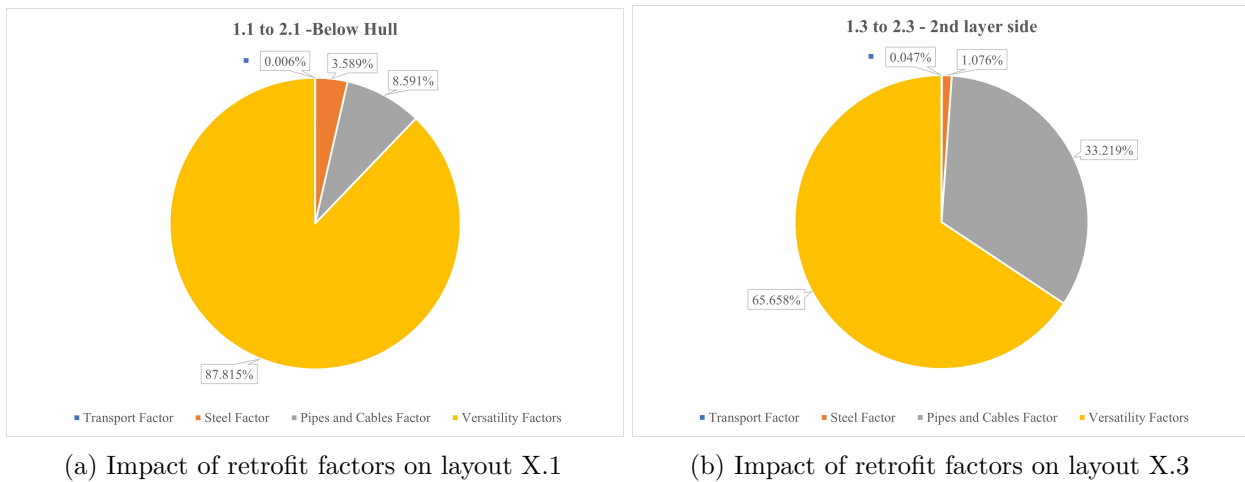 1.1 to 2.1 -Below Hull
0.006%
3.589%
8.591%
87.815%
Transport Factor
Steel Factor
Pipes and Cables Factor
Versatility Factors
(a) Impact of retrofit factors on layout X.1
1.3 to 2.3 - 2nd layer side
0.047%
1.076%
33.219%
65.658%
Transport Factor
Steel Factor
Pipes and Cables Factor
Versatility Factors
(b) Impact of retrofit factors on layout X.3